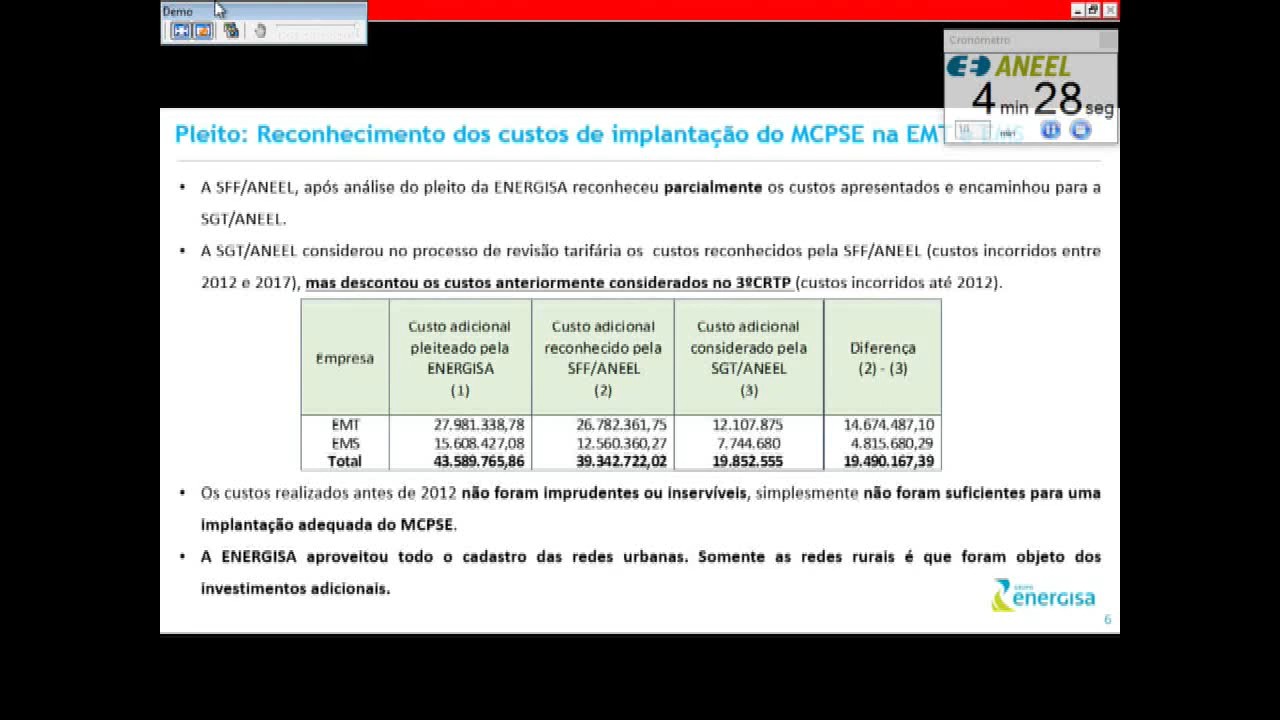 Demo
Cronômetro
ANEEL
4 min 28 seg
min
Pleito: Reconhecimento dos custos de implantação do MCPSE na EMT e EMS
• A SFF/ANEEL, após análise do pleito da ENERGISA reconheceu parcialmente os custos apresentados e encaminhou para a
SGT/ANEEL.
• A SGT/ANEEL considerou no processo de revisão tarifária os custos reconhecidos pela SFF/ANEEL (custos incorridos entre
2012 e 2017), mas descontou os custos anteriormente considerados no 3ºCRTP (custos incorridos até 2012).
Empresa
Custo adicional
pleiteado pela
ENERGISA
(1)
Custo adicional
reconhecido pela
SFF/ANEEL
(2)
Custo adicional
considerado pela
SGT/ANEEL
(3)
Diferença
(2) - (3)
EMT 27.981.338,78 26.782.361,75 12.107.875 14.674.487,10
EMS 15.608.427,08 12.560.360,27 7.744.680 4.815.680,29
Total 43.589.765,86 39.342.722,02 19.852.555 19.490.167,39
• Os custos realizados antes de 2012 não foram imprudentes ou inservíveis, simplesmente não foram suficientes para uma
implantação adequada do MCPSE.
• A ENERGISA aproveitou todo o cadastro das redes urbanas. Somente as redes rurais é que foram objeto dos
investimentos adicionais.
GRUPO
energisa
6